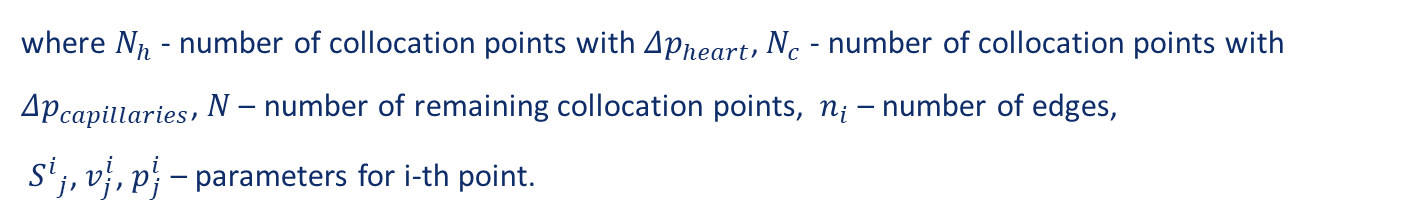 where N_h - number of collocation points with Δp_heart, N_c - number of collocation points with
Δp_capillaries, N – number of remaining collocation points, n_i – number of edges,
S^i_j, v^i_j, p^i_j – parameters for i-th point.